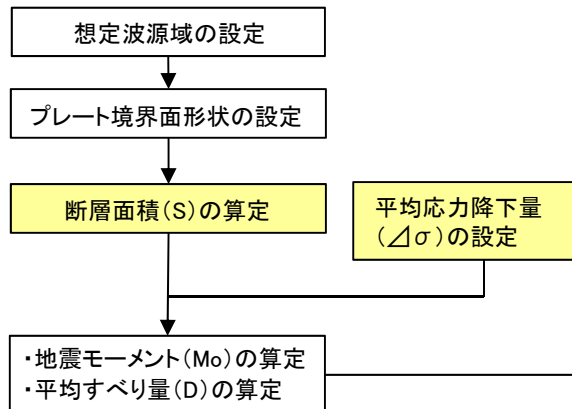 想定波源域の設定
プレート境界面形状の設定
断層面積(S)の算定
平均応力降下量
(⊿σ)の設定
・地震モーメント(Mo)の算定
・平均すべり量(D)の算定